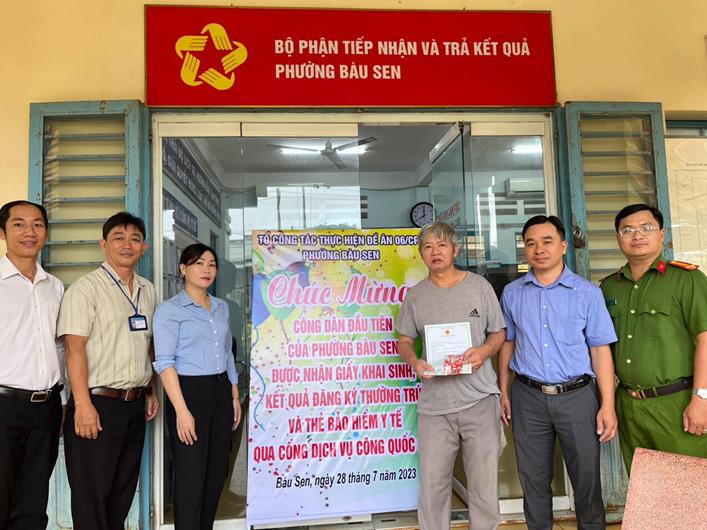 BỘ PHẬN TIẾP NHẬN VÀ TRẢ KẾT QUẢ
PHƯỜNG BÀU SEN
TỔ CÔNG TÁC THỰC HIỆN ĐỀ ÁN 06/CP
PHƯỜNG BÀU SEN
Chúc Mừng
CÔNG DÂN ĐẦU TIÊN
CỦA PHƯỜNG BÀU SEN
ĐƯỢC NHẬN GIẤY KHAI SINH,
KẾT QUẢ ĐĂNG KÝ THƯỜNG TRÚ
VÀ THẺ BẢO HIỂM Y TẾ
QUA CỔNG DỊCH VỤ CÔNG QUỐC
Bàu Sen, ngày 28 tháng 7 năm 2023